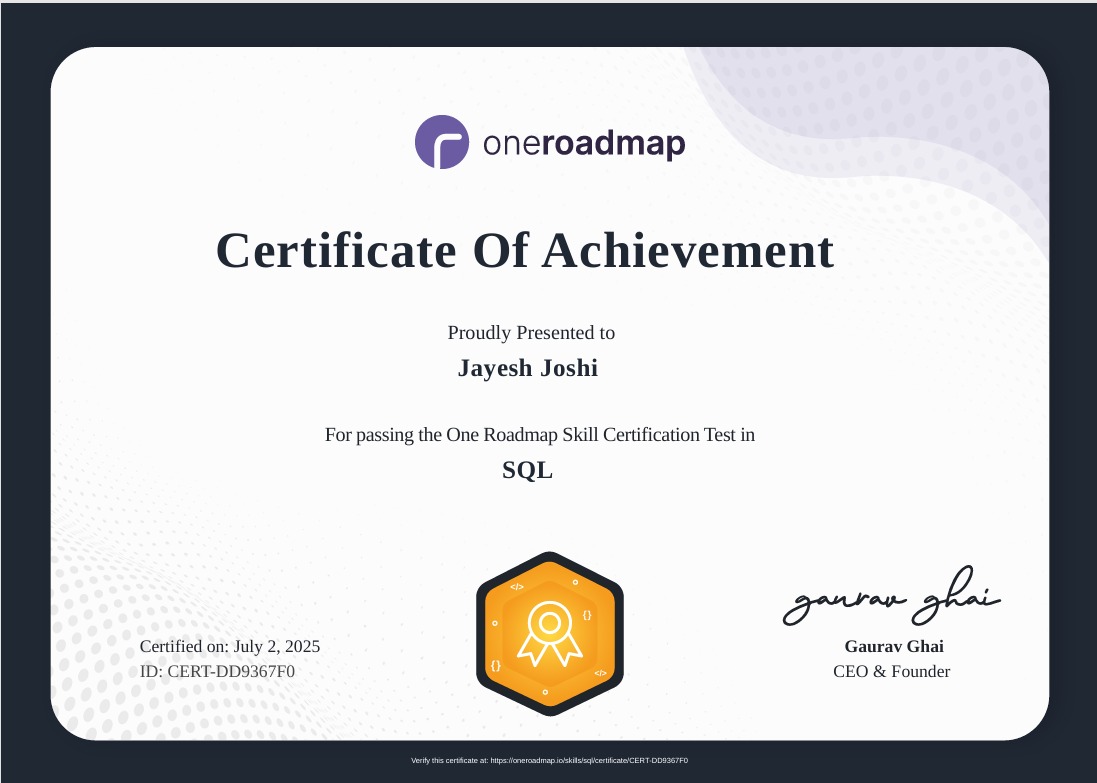 oneroadmap
Certificate Of Achievement
Proudly Presented to
Jayesh Joshi
For passing the One Roadmap Skill Certification Test in
SQL
</>
{}
{}
</>
gaurav ghai
Certified on: July 2, 2025
ID: CERT-DD9367F0
Gaurav Ghai
CEO & Founder
Verify this certificate at: https://oneroadmap.io/skills/sql/certificate/CERT-DD9367F0